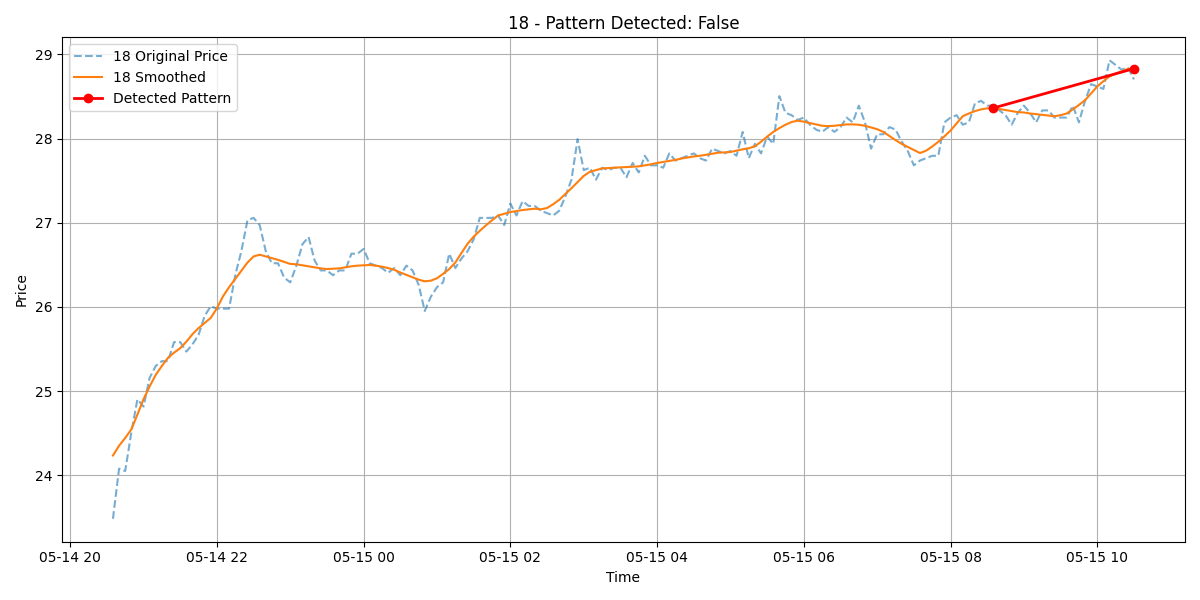 18 - Pattern Detected: False
18 Original Price
18 Smoothed
Detected Pattern
Price
29
28
27
26
25
24
05-14 20
05-14 22
05-15 00
05-15 02
05-15 04
05-15 06
05-15 08
05-15 10
Time